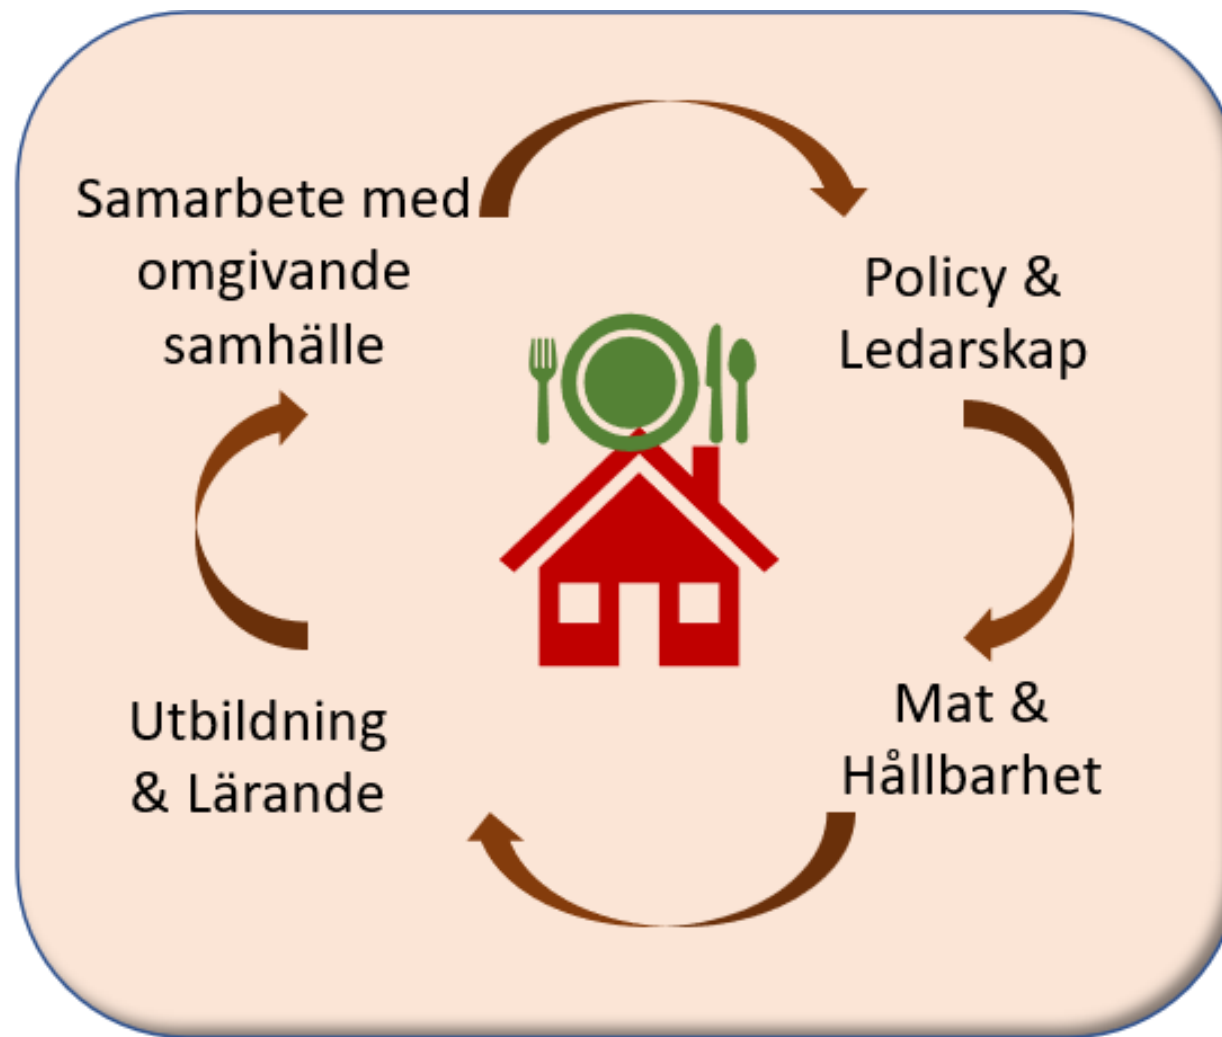 Samarbete med
omgivande
samhälle
Policy &
Ledarskap
Mat &
Hållbarhet
Utbildning
& Lärande